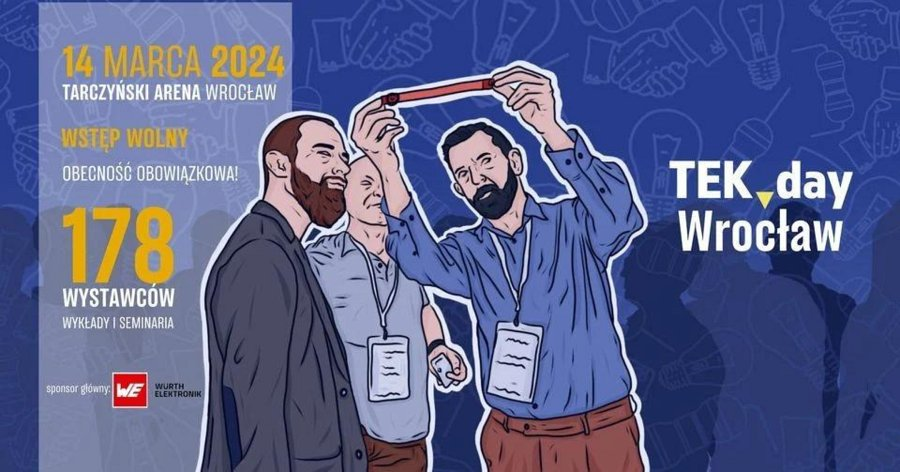 14 MARCA 2024
TARCZYŃSKI ARENA WROCŁAW
WSTĘP WOLNY
OBECNOŚĆ OBOWIĄZKOWA!
178
WYSTAWCÓW
WYKŁADY I SEMINARIA
sponsor główny:
WE
WÜRTH
ELEKTRONIK
TEK.day
Wrocław